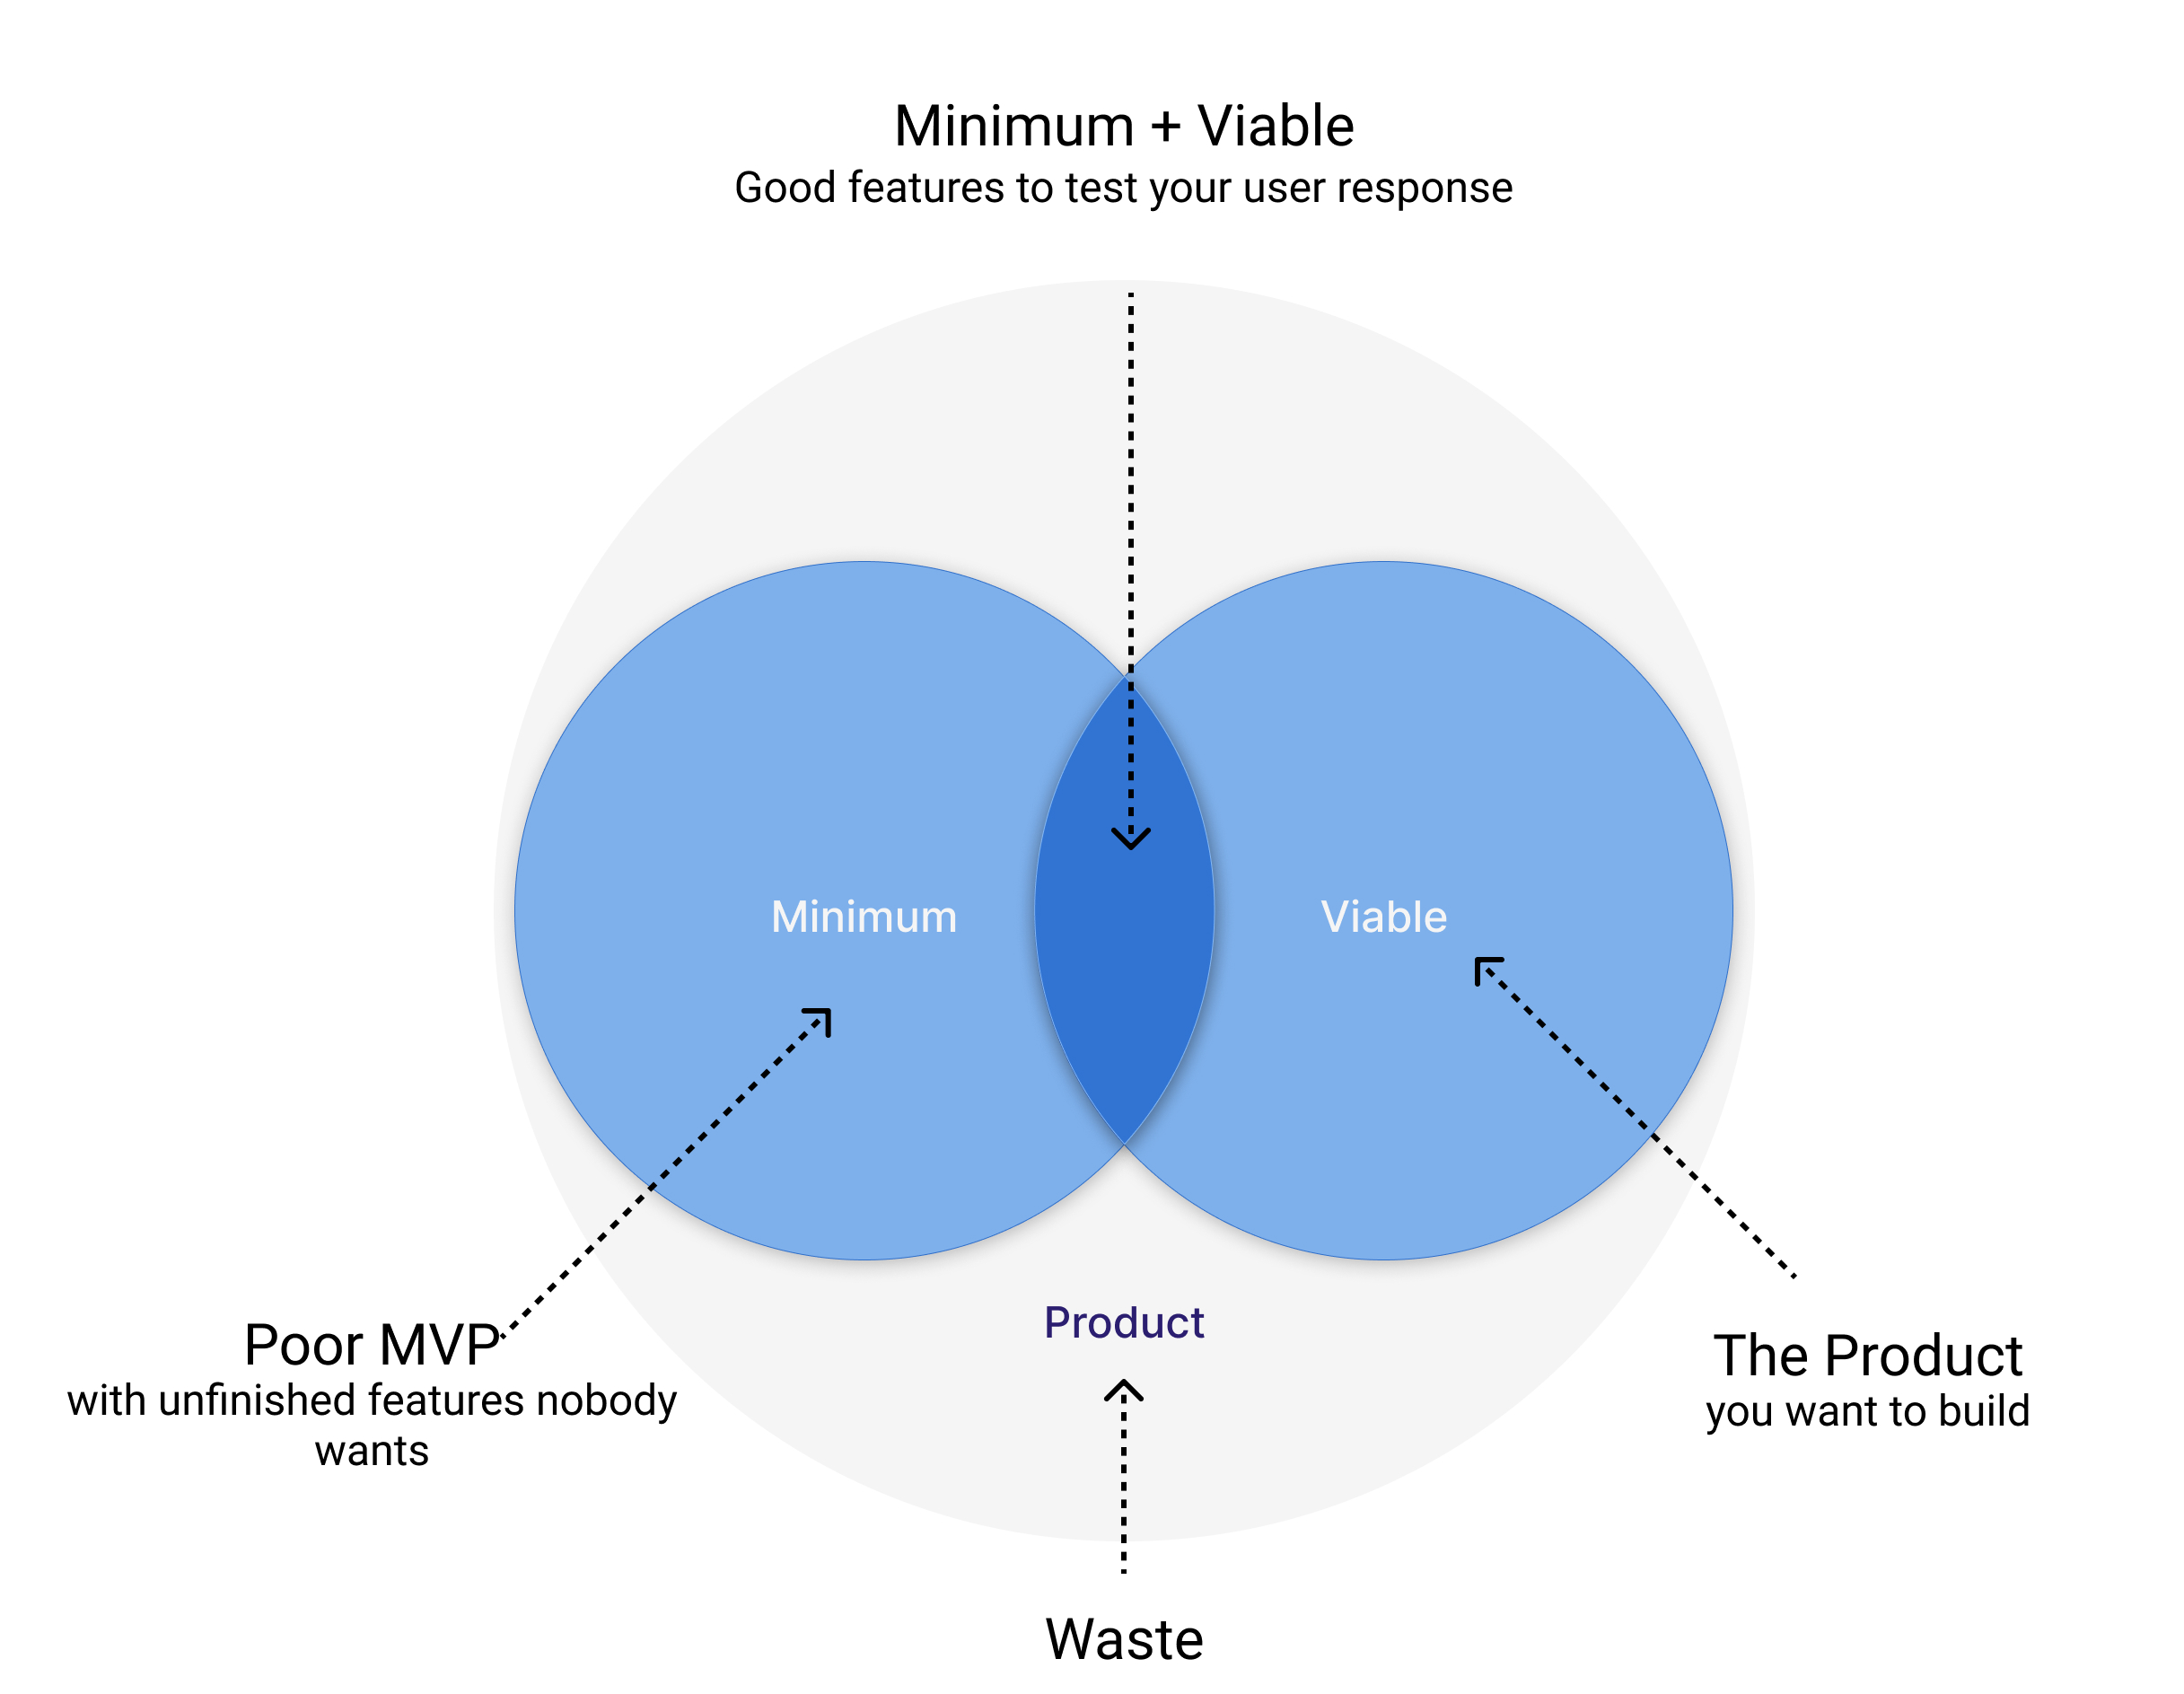 Minimum + Viable
Good features to test your user response
Minimum
Viable
Product
Poor MVP
with unfinished features nobody
wants
The Product
you want to build
Waste